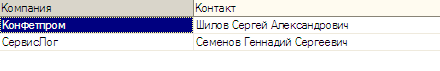 Компания Контакт
Конфетпром Шилов Сергей Александрович
СервисЛог Семенов Геннадий Сергеевич